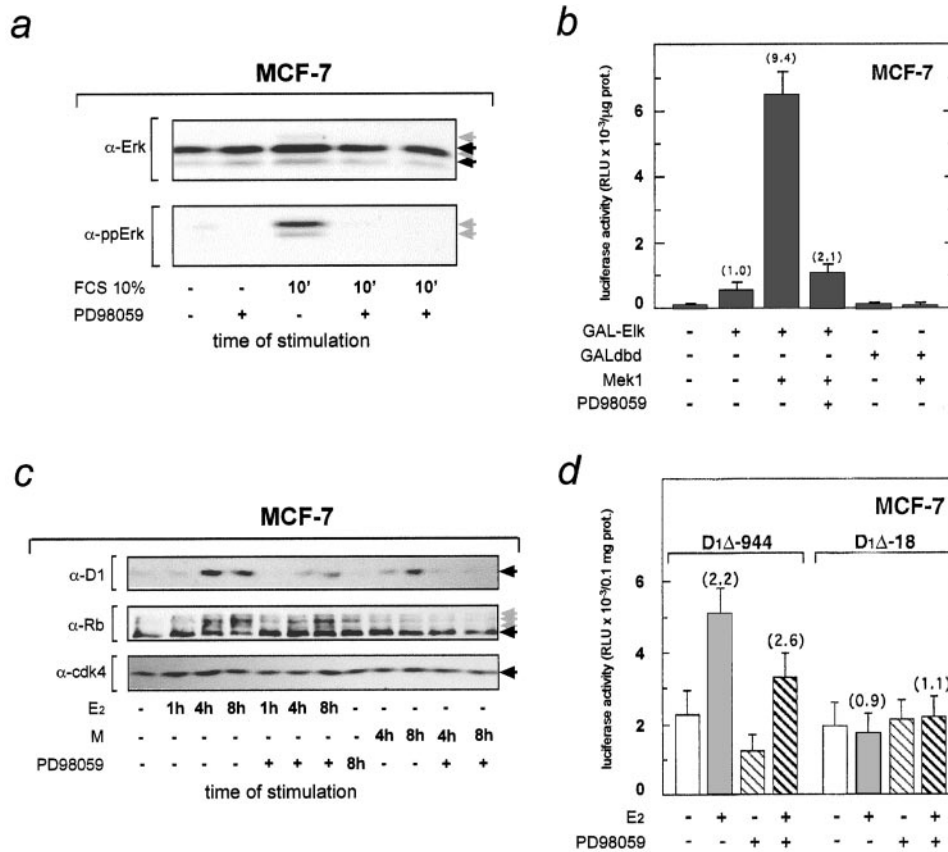 a
MCF-7
α-Erk
α-ppErk
FCS 10% - - 10' 10' 10'
PD98059 - + - + +
time of stimulation
b
MCF-7
luciferase activity (RLU x 10⁻³/µg prot.)
6
4
2
0
(1.0) (9.4) (2.1)
GAL-Elk - + + + - -
GALdbd - - - - + +
Mek1 - - + + - +
PD98059 - - - + - -
c
MCF-7
α-D1
α-Rb
α-cdk4
E₂ - 1h 4h 8h 1h 4h 8h - - - - -
M - - - - - - - - 4h 8h 4h 8h
PD98059 - - - - + + + 8h - - + +
time of stimulation
d
MCF-7
D1Δ-944 D1Δ-18
luciferase activity (RLU x 10⁻³/0.1 mg prot.)
6
4
2
0
(2.2) (2.6) (0.9) (1.1)
E₂ - + - + - + - +
PD98059 - - + + - - + +